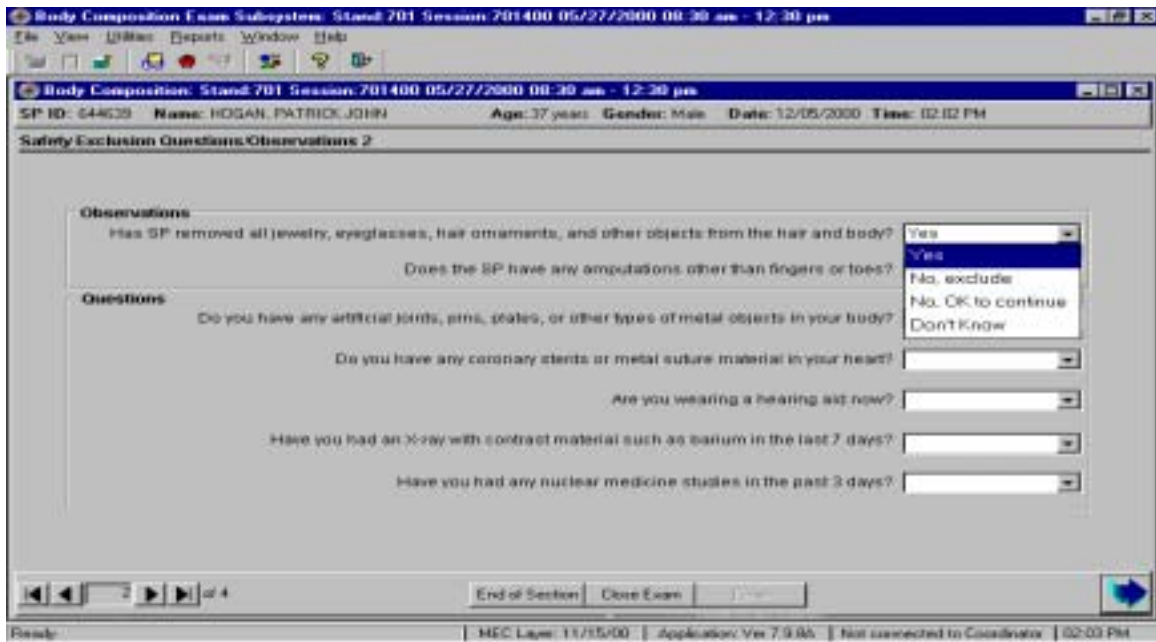 Body Composition Exam Subsystem: Stand:701 Session:701400 05/27/2000 08:30 am - 12:30 pm
File View Utilities Reports Window Help
Body Composition: Stand:701 Session:701400 05/27/2000 08:30 am - 12:30 pm
SP ID: 644639 Name: HOGAN, PATRICK JOHN Age: 37 years Gender: Male Date: 12/05/2000 Time: 02:02 PM
Safety Exclusion Questions/Observations 2
Observations
Has SP removed all jewelry, eyeglasses, hair ornaments, and other objects from the hair and body? Yes
Yes
Does the SP have any amputations other than fingers or toes?
No, exclude
Questions
No, OK to continue
Do you have any artificial joints, pins, plates, or other types of metal objects in your body?
Don't Know
Do you have any coronary stents or metal suture material in your heart?
Are you wearing a hearing aid now?
Have you had an X-ray with contrast material such as barium in the last 7 days?
Have you had any nuclear medicine studies in the past 3 days?
2 of 4 End of Section Close Exam
Ready MEC Layer: 11/15/00 Application: Ver 7.9.8A Not connected to Coordinator 02:03 PM